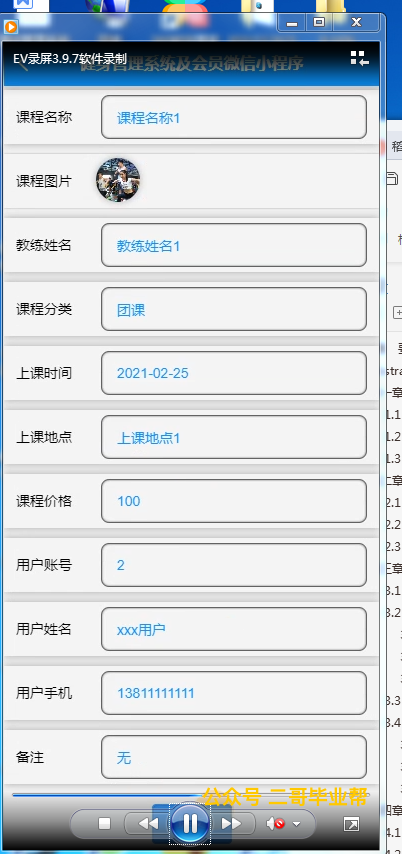 EV录屏3.9.7软件录制
健身管理系统及会员微信小程序
稻
课程名称
课程名称1
课程图片
教练姓名
教练姓名1
课程分类
团课
上课时间
2021-02-25
上课地点
上课地点1
课程价格
100
用户账号
2
用户姓名
xxx用户
用户手机
13811111111
备注
无
公众号 二哥毕业帮